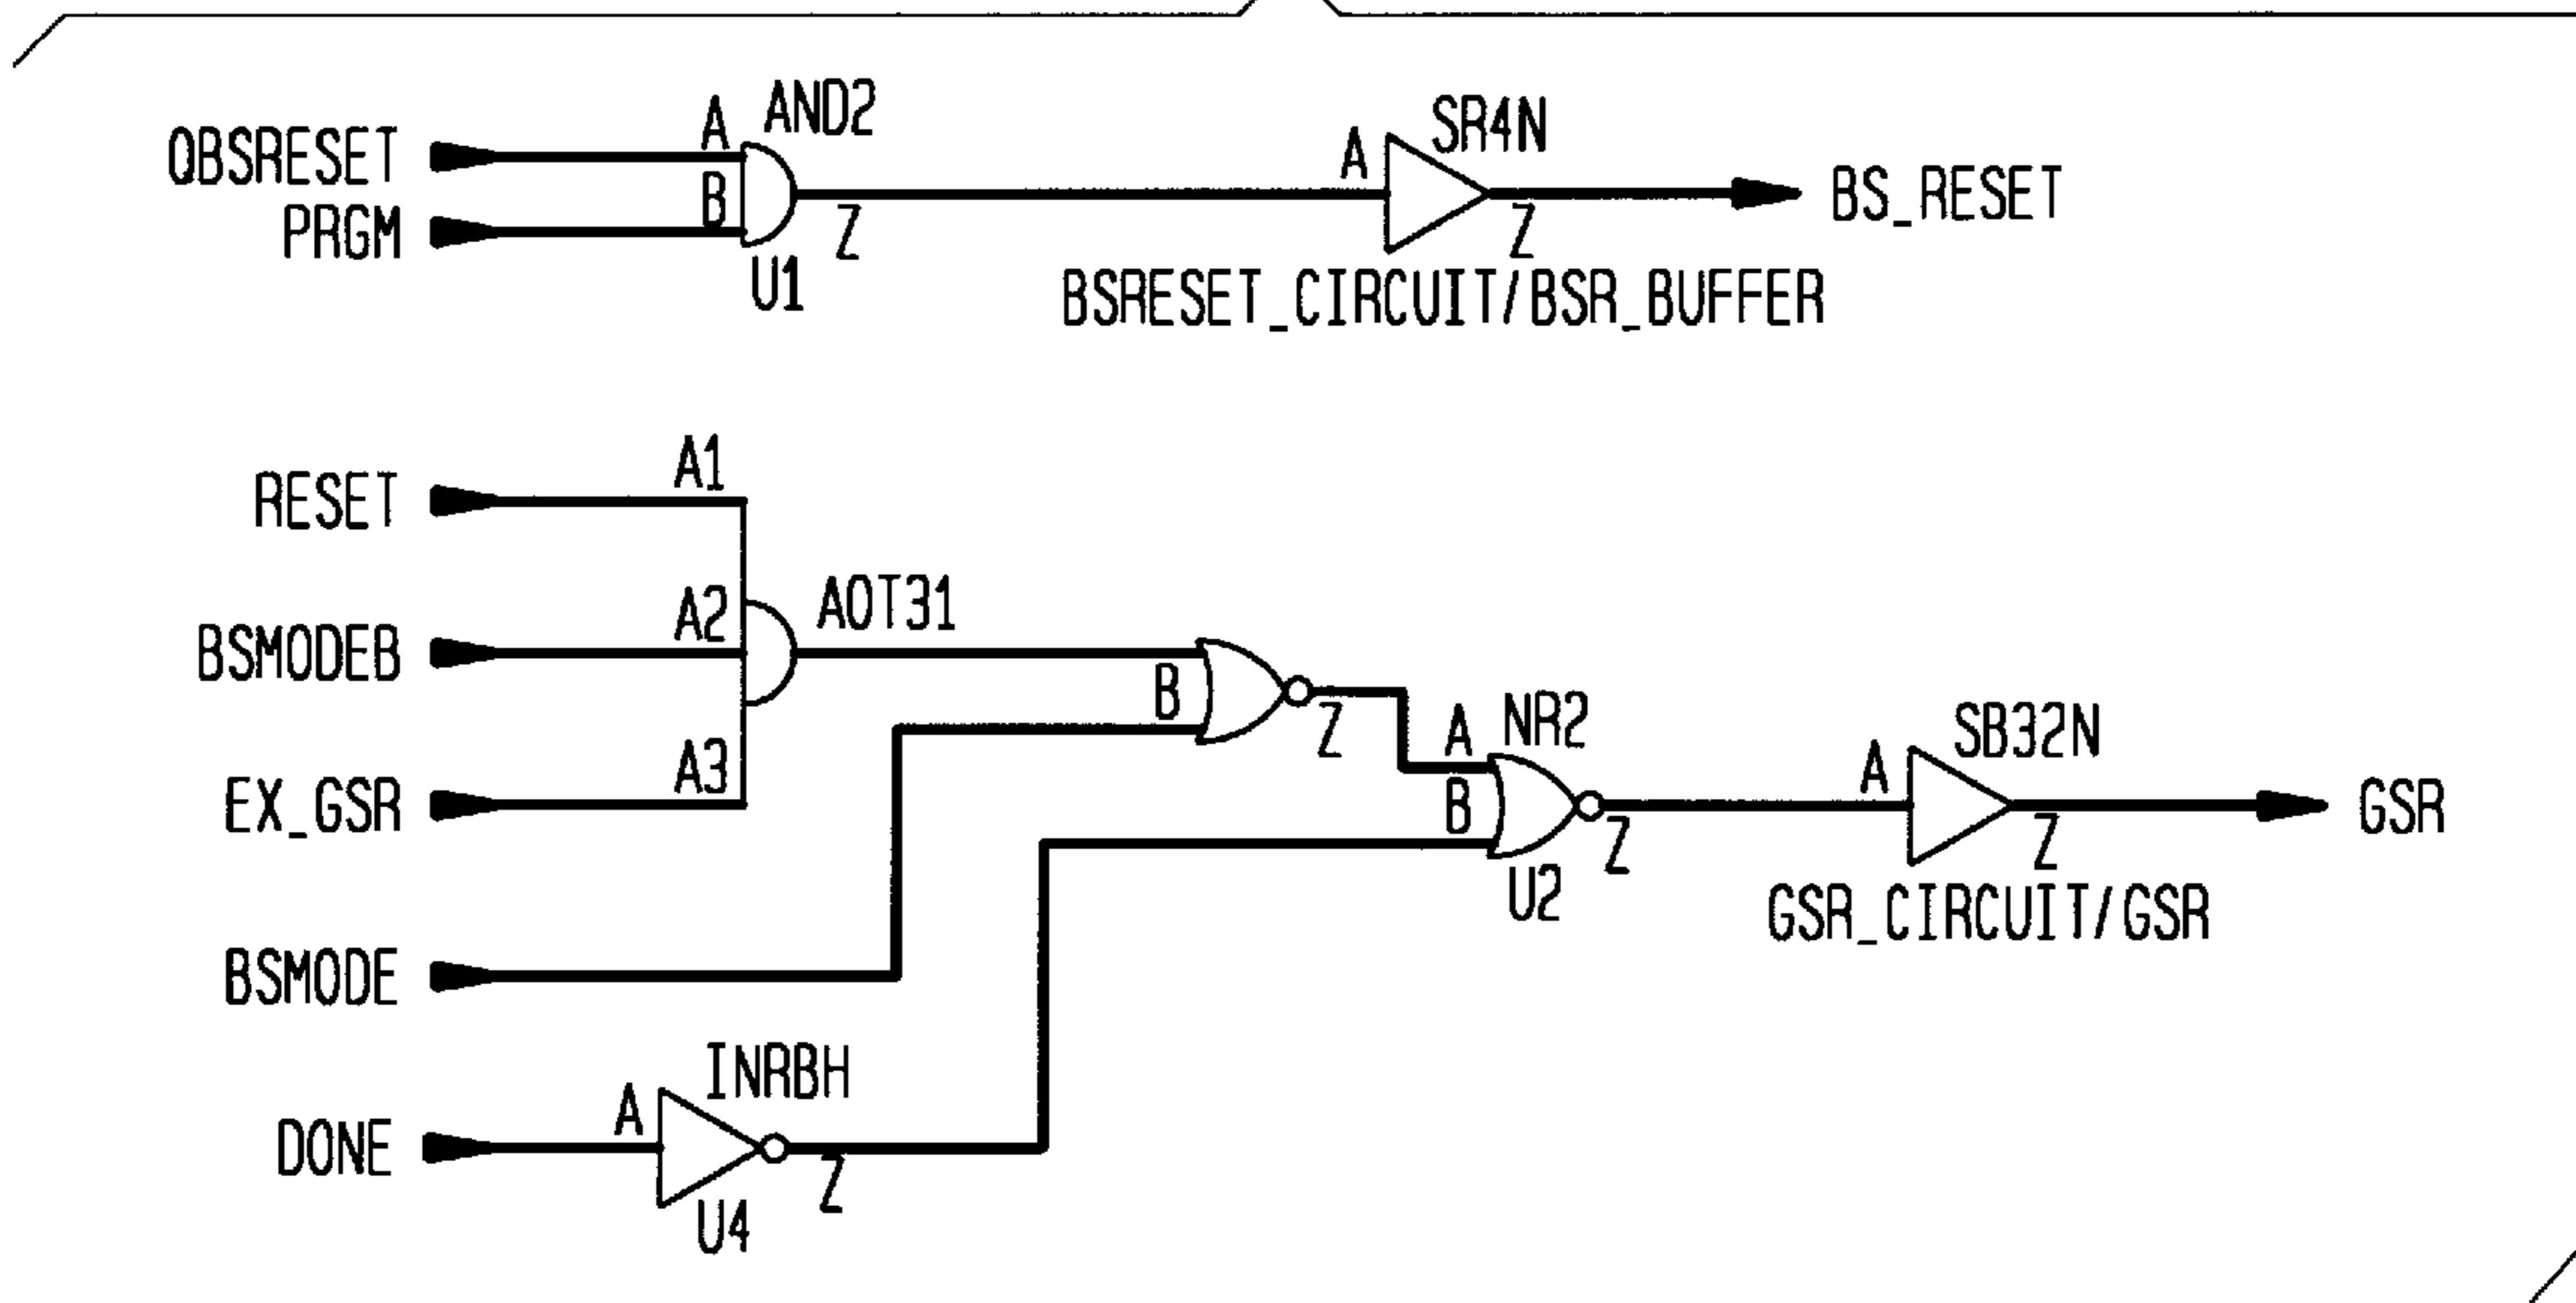 A AND2
QBSRESET
B
PRGM
Z
U1
A SR4N
BS_RESET
Z
BSRESET_CIRCUIT/BSR_BUFFER
A1
RESET
A2 AOT31
BSMODEB
B
Z
A3
EX_GSR
A NR2
B
Z
U2
A SB32N
GSR
Z
GSR_CIRCUIT/GSR
BSMODE
INRBH
A
DONE
Z
U4